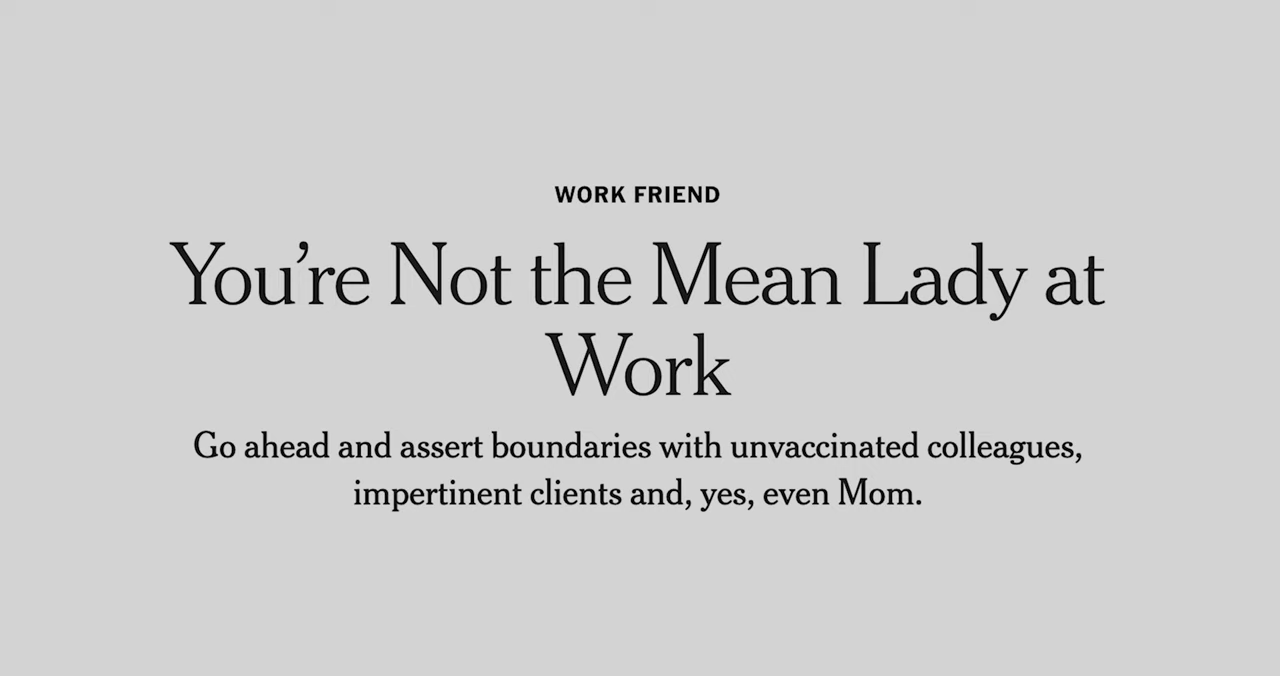 WORK FRIEND
You’re Not the Mean Lady at
Work
Go ahead and assert boundaries with unvaccinated colleagues,
impertinent clients and, yes, even Mom.